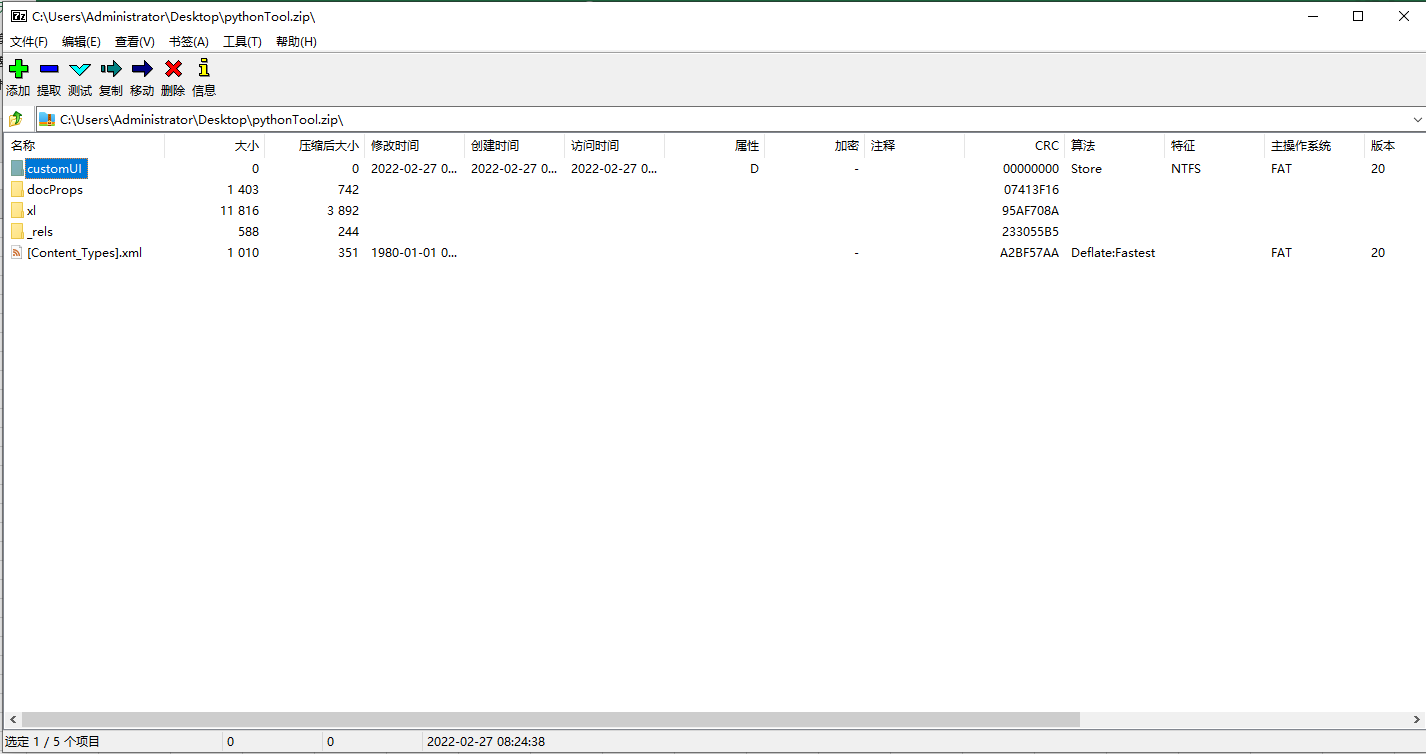 C:\Users\Administrator\Desktop\pythonTool.zip\
文件(F) 编辑(E) 查看(V) 书签(A) 工具(T) 帮助(H)
添加 提取 测试 复制 移动 删除 信息
C:\Users\Administrator\Desktop\pythonTool.zip\
名称 大小 压缩后大小 修改时间 创建时间 访问时间 属性 加密 注释 CRC 算法 特征 主操作系统 版本
customUI 0 0 2022-02-27 0... 2022-02-27 0... 2022-02-27 0... D - 00000000 Store NTFS FAT 20
docProps 1 403 742 07413F16
xl 11 816 3 892 95AF708A
_rels 588 244 233055B5
[Content_Types].xml 1 010 351 1980-01-01 0... - A2BF57AA Deflate:Fastest FAT 20
选定 1 / 5 个项目 0 0 2022-02-27 08:24:38